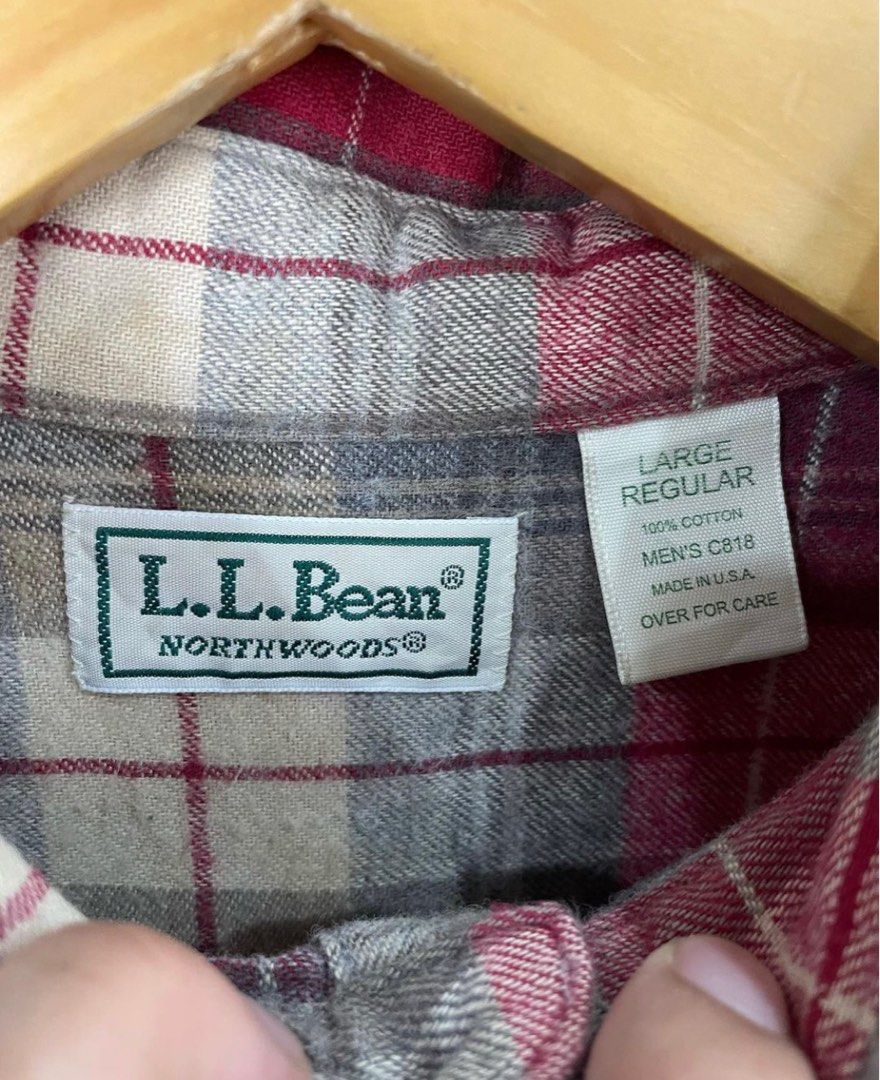 L.L.Bean®
NORTHWOODS®
LARGE
REGULAR
100% COTTON
MEN'S C818
MADE IN U.S.A.
OVER FOR CARE